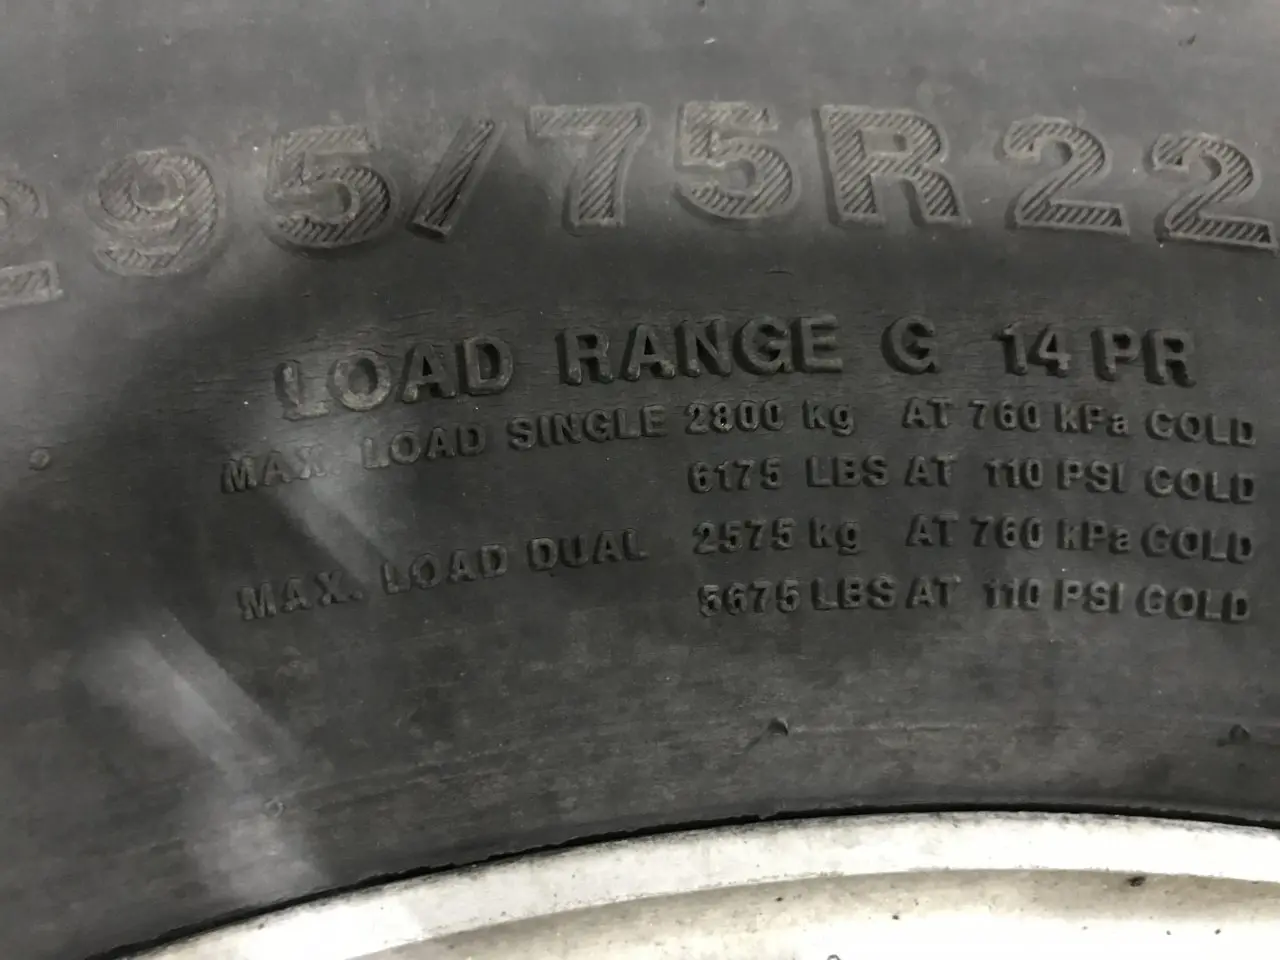 295/75R22
LOAD RANGE G 14 PR
MAX. LOAD SINGLE 2800 kg AT 760 kPa COLD
6175 LBS AT 110 PSI COLD
MAX. LOAD DUAL 2575 kg AT 760 kPa COLD
5675 LBS AT 110 PSI COLD